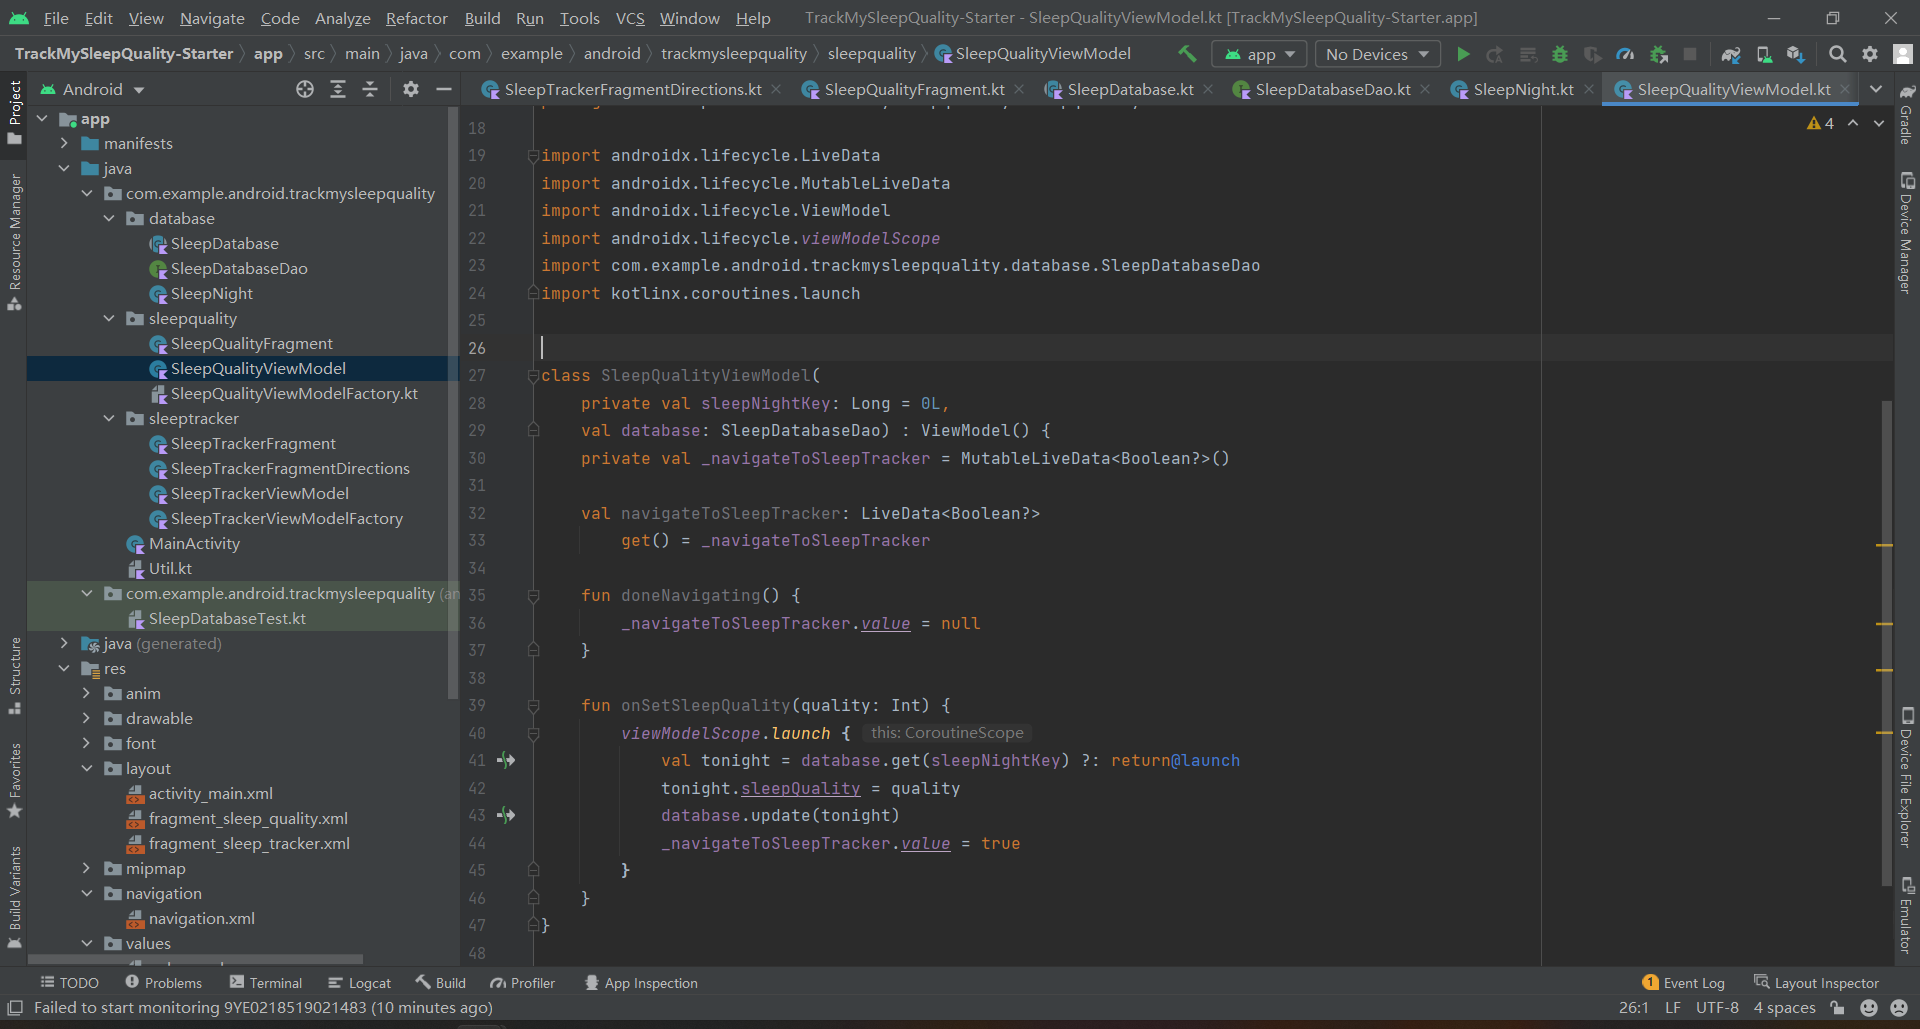 File Edit View Navigate Code Analyze Refactor Build Run Tools VCS Window Help TrackMySleepQuality-Starter - SleepQualityViewModel.kt [TrackMySleepQuality-Starter.app]
TrackMySleepQuality-Starter app src main java com example android trackmysleepquality sleepquality SleepQualityViewModel app No Devices
Android
SleepTrackerFragmentDirections.kt SleepQualityFragment.kt SleepDatabase.kt SleepDatabaseDao.kt SleepNight.kt SleepQualityViewModel.kt
Project
Resource Manager
Structure
Favorites
Build Variants
app
manifests
java
com.example.android.trackmysleepquality
database
SleepDatabase
SleepDatabaseDao
SleepNight
sleepquality
SleepQualityFragment
SleepQualityViewModel
SleepQualityViewModelFactory.kt
sleeptracker
SleepTrackerFragment
SleepTrackerFragmentDirections
SleepTrackerViewModel
SleepTrackerViewModelFactory
MainActivity
Util.kt
com.example.android.trackmysleepquality (an
SleepDatabaseTest.kt
java (generated)
res
anim
drawable
font
layout
activity_main.xml
fragment_sleep_quality.xml
fragment_sleep_tracker.xml
mipmap
navigation
navigation.xml
values
4
18
19 import androidx.lifecycle.LiveData
20 import androidx.lifecycle.MutableLiveData
21 import androidx.lifecycle.ViewModel
22 import androidx.lifecycle.viewModelScope
23 import com.example.android.trackmysleepquality.database.SleepDatabaseDao
24 import kotlinx.coroutines.launch
25
26
27 class SleepQualityViewModel(
28 private val sleepNightKey: Long = 0L,
29 val database: SleepDatabaseDao) : ViewModel() {
30 private val _navigateToSleepTracker = MutableLiveData<Boolean?>()
31
32 val navigateToSleepTracker: LiveData<Boolean?>
33 get() = _navigateToSleepTracker
34
35 fun doneNavigating() {
36 _navigateToSleepTracker.value = null
37 }
38
39 fun onSetSleepQuality(quality: Int) {
40 viewModelScope.launch { this: CoroutineScope
41 val tonight = database.get(sleepNightKey) ?: return@launch
42 tonight.sleepQuality = quality
43 database.update(tonight)
44 _navigateToSleepTracker.value = true
45 }
46 }
47 }
48
Gradle
Device Manager
Device File Explorer
Emulator
TODO Problems Terminal Logcat Build Profiler App Inspection 1 Event Log Layout Inspector
Failed to start monitoring 9YE0218519021483 (10 minutes ago) 26:1 LF UTF-8 4 spaces